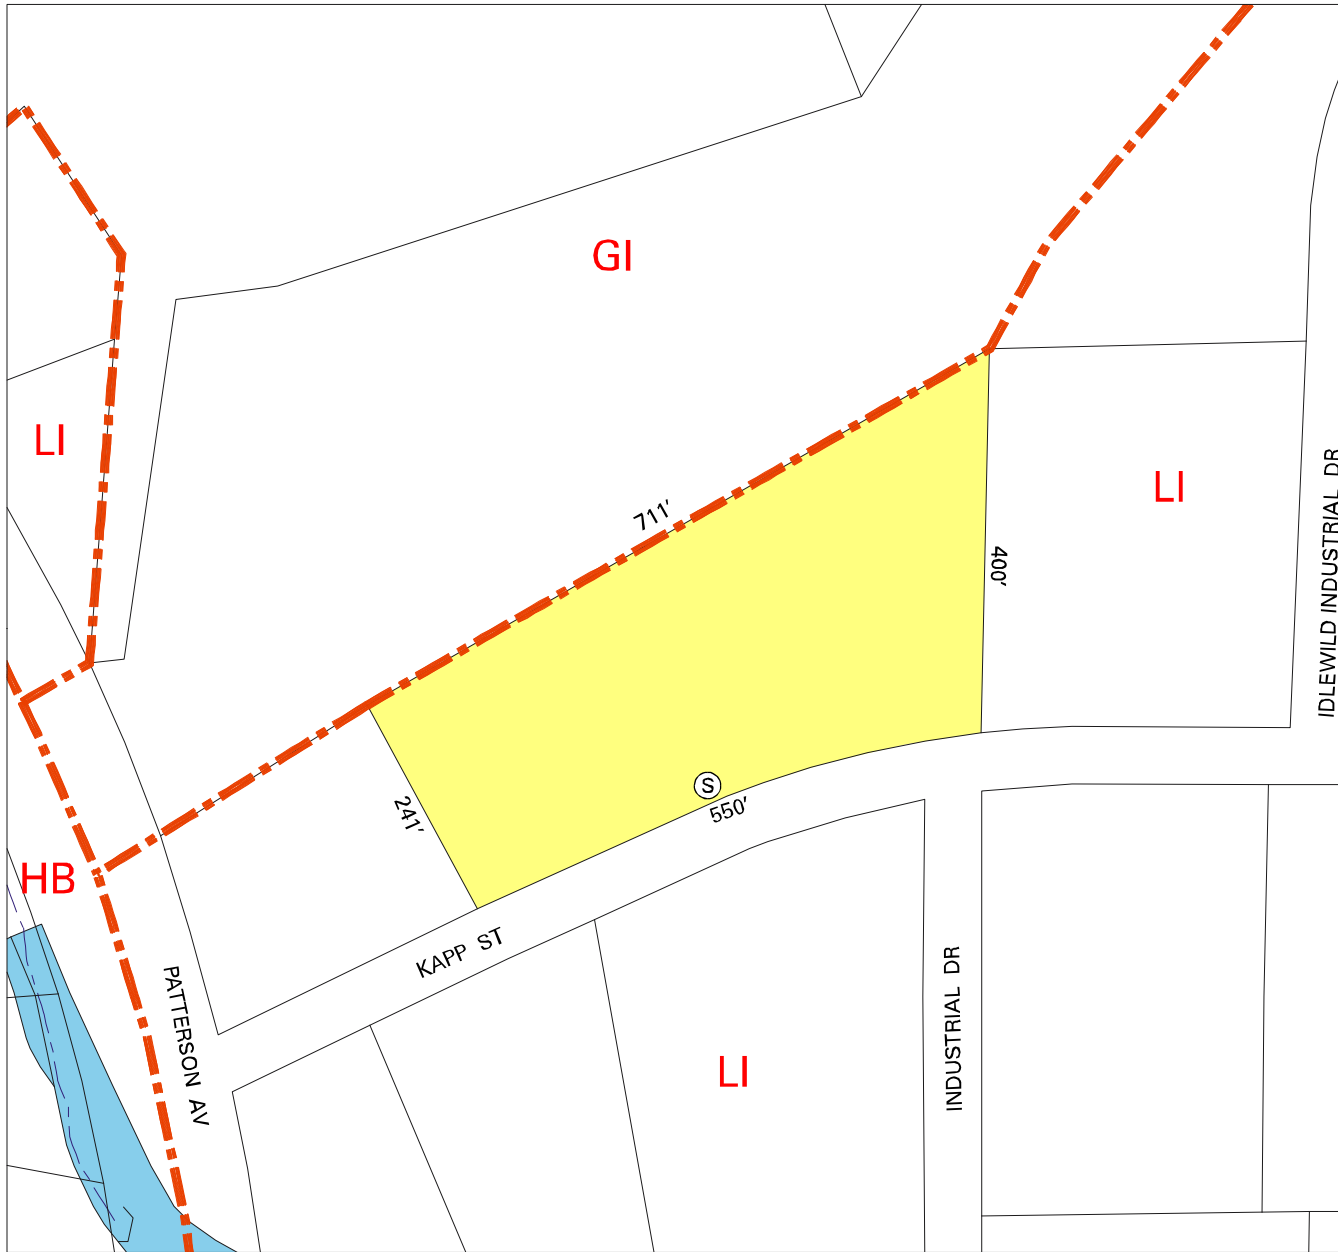 GI
LI
LI
711′
400′
IDLEWILD INDUSTRIAL DR
S
550′
241′
HB
KAPP ST
PATTERSON AV
INDUSTRIAL DR
LI